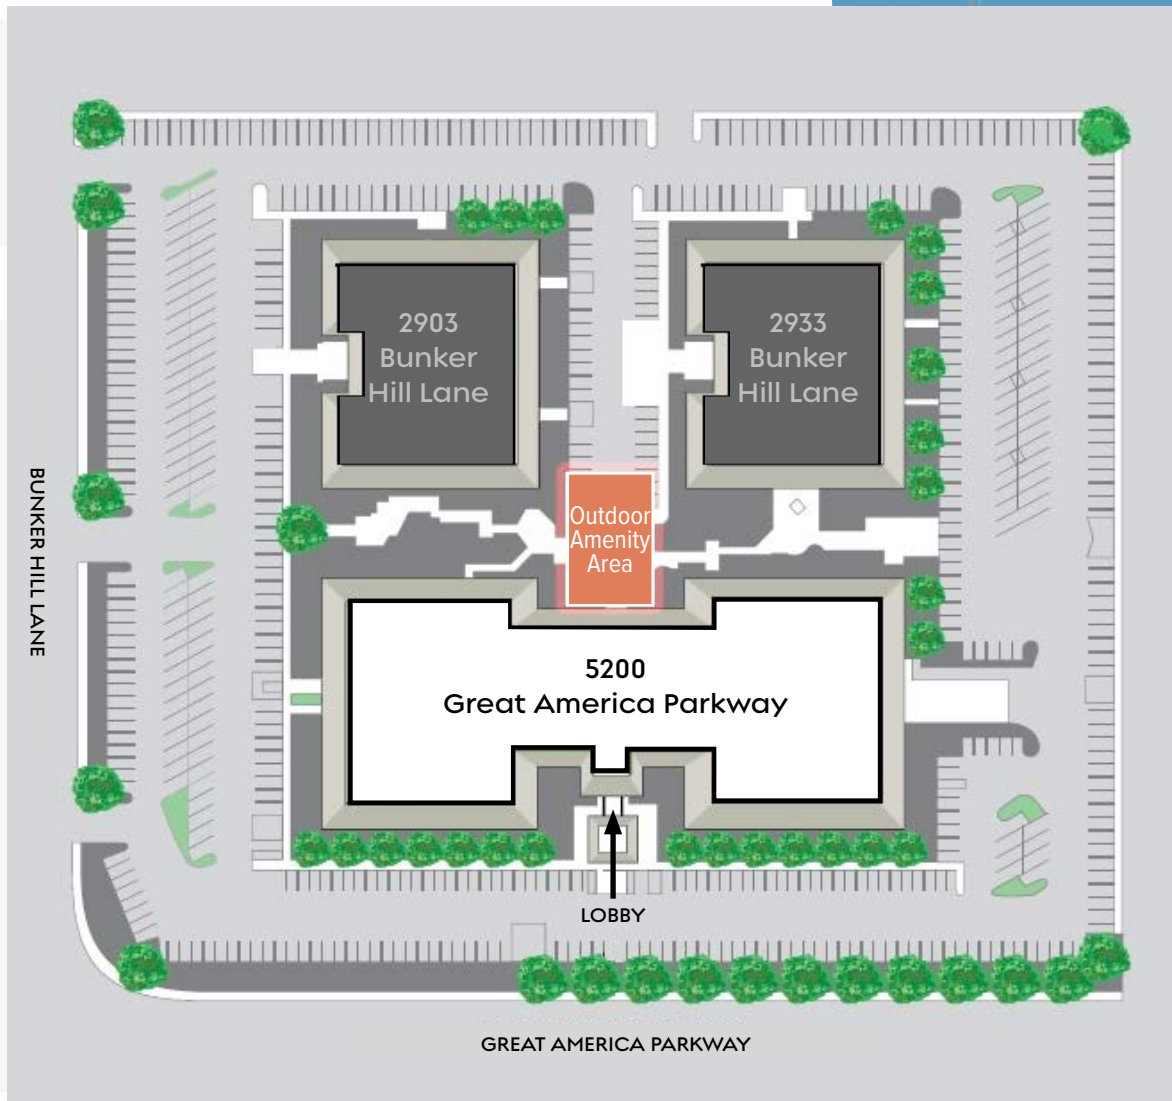 2903
Bunker
Hill Lane
2933
Bunker
Hill Lane
BUNKER HILL LANE
Outdoor
Amenity
Area
5200
Great America Parkway
LOBBY
GREAT AMERICA PARKWAY